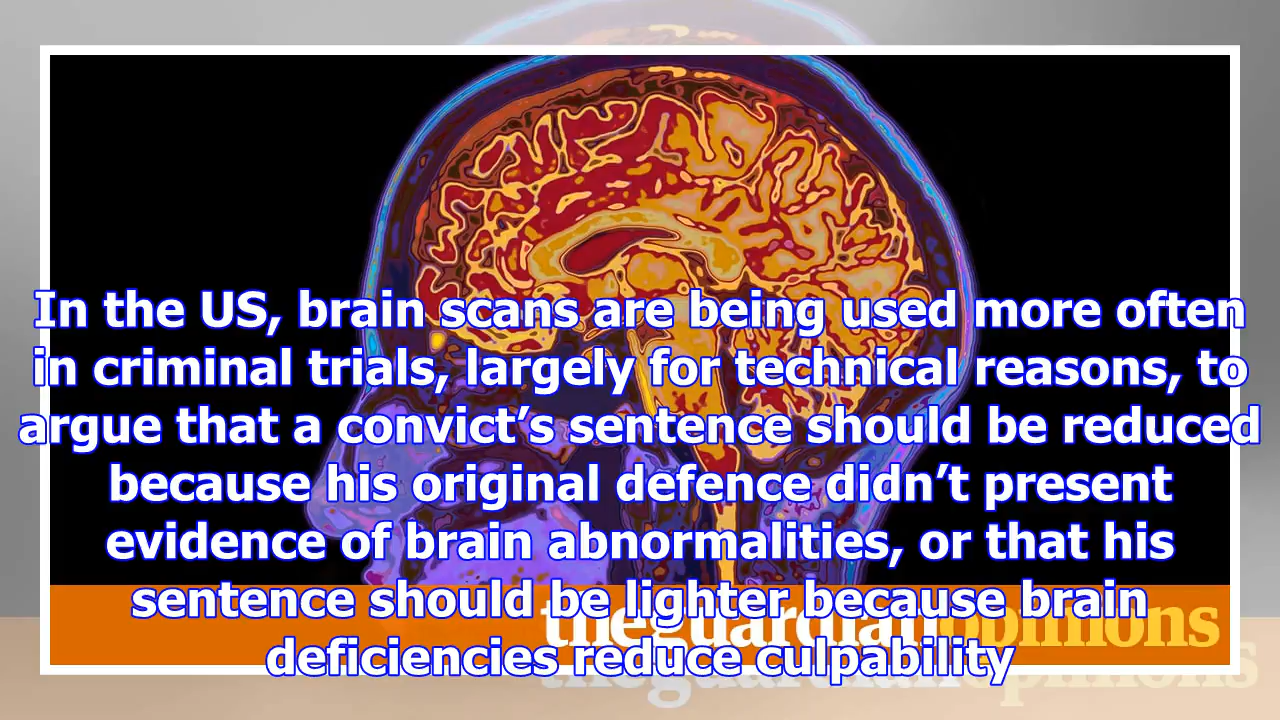 In the US, brain scans are being used more often
in criminal trials, largely for technical reasons, to
argue that a convict’s sentence should be reduced
because his original defence didn’t present
evidence of brain abnormalities, or that his
sentence should be lighter because brain
theguardianopinions
deficiencies reduce culpability
theguardianopinions